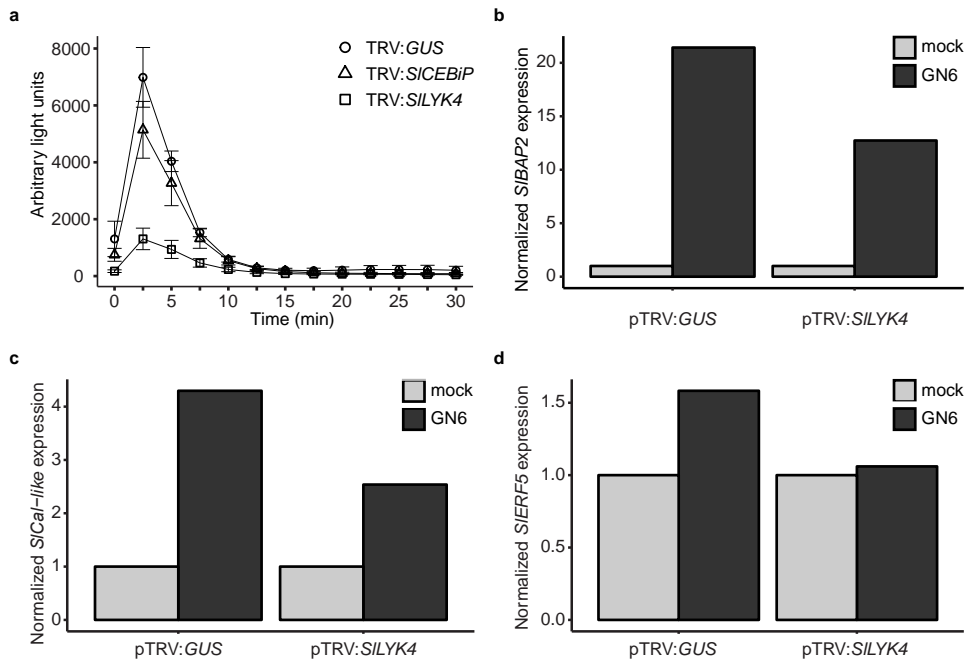 a
8000
6000
4000
2000
0
Arbitrary light units
TRV:GUS
TRV:SlCEBiP
TRV:SlLYK4
0 5 10 15 20 25 30
Time (min)
b
20
15
10
5
0
Normalized SlBAP2 expression
mock
GN6
pTRV:GUS pTRV:SlLYK4
c
4
3
2
1
0
Normalized SlCal−like expression
mock
GN6
pTRV:GUS pTRV:SlLYK4
d
1.5
1.0
0.5
0.0
Normalized SlERF5 expression
mock
GN6
pTRV:GUS pTRV:SlLYK4